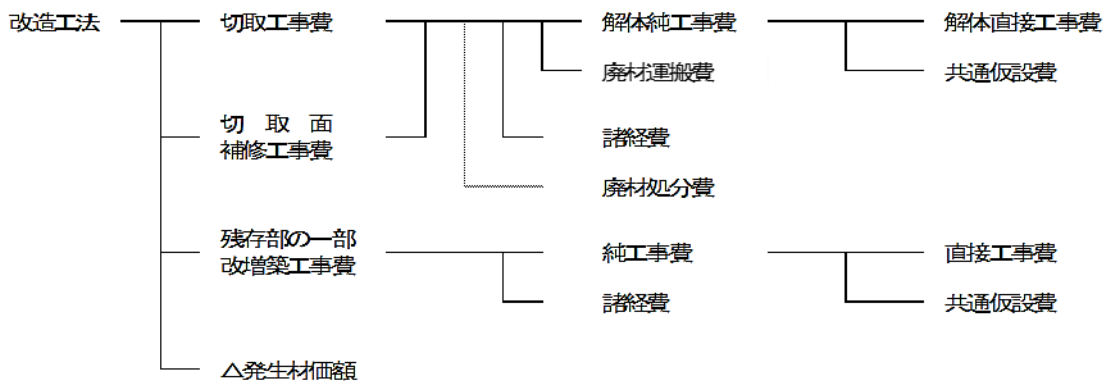 改造工法 切取工事費 解体純工事費 解体直接工事費
廃材運搬費 共通仮設費
切取面
補修工事費
諸経費
廃材処分費
残存部の一部
改増築工事費
純工事費 直接工事費
諸経費 共通仮設費
△発生材価額